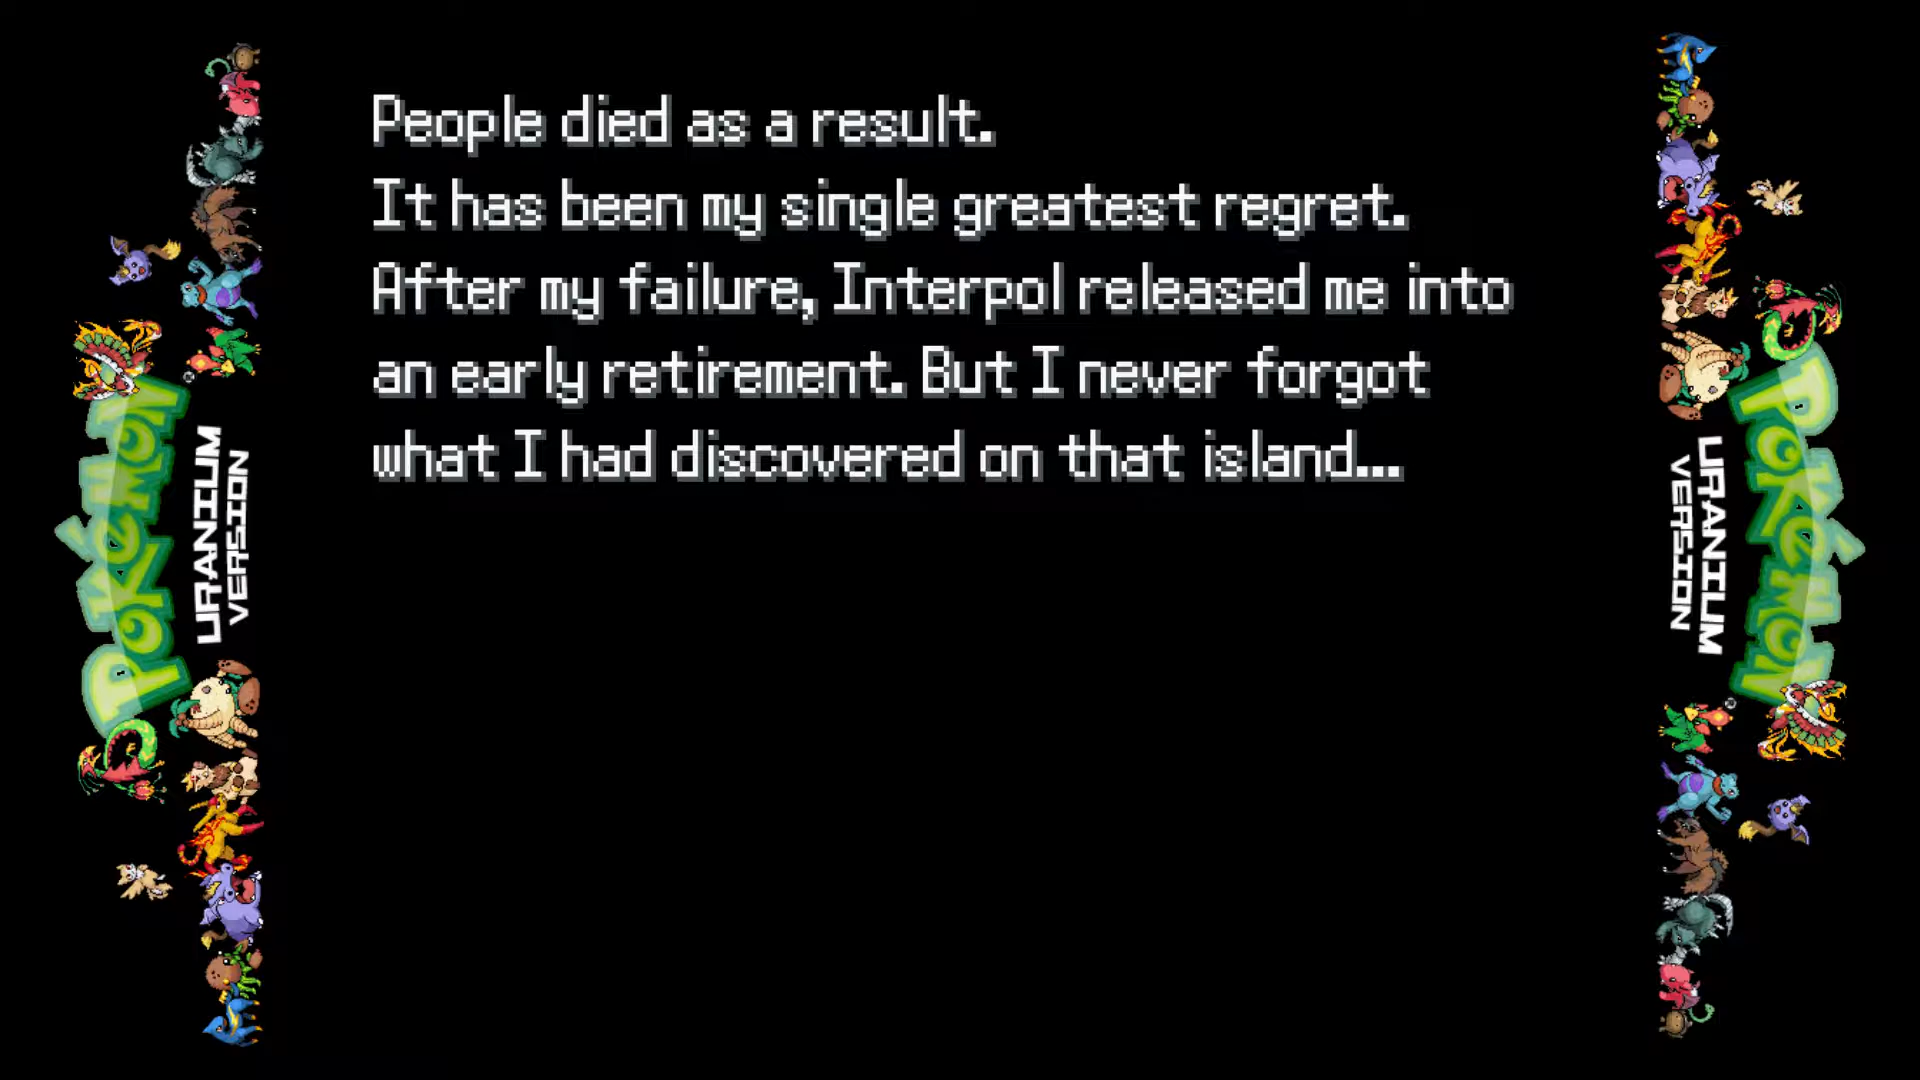 People died as a result.
It has been my single greatest regret.
After my failure, Interpol released me into
an early retirement. But I never forgot
what I had discovered on that island...
POKéMON
URANIUM
VERSION
POKéMON
URANIUM
VERSION